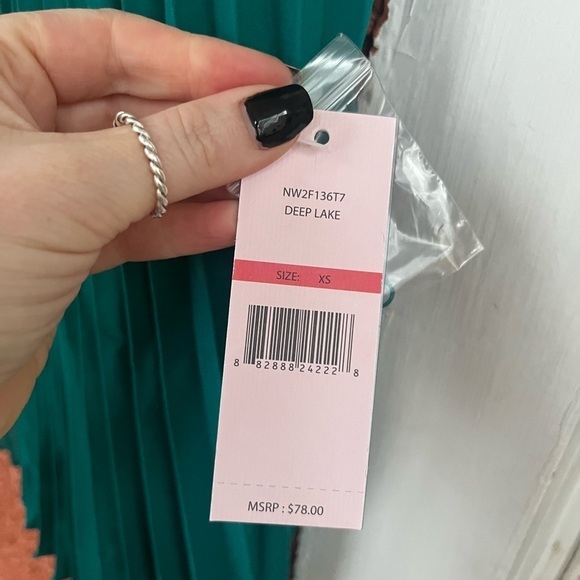 NW2F136T7
DEEP LAKE
SIZE: XS
8 82888 24222 8
MSRP : $78.00